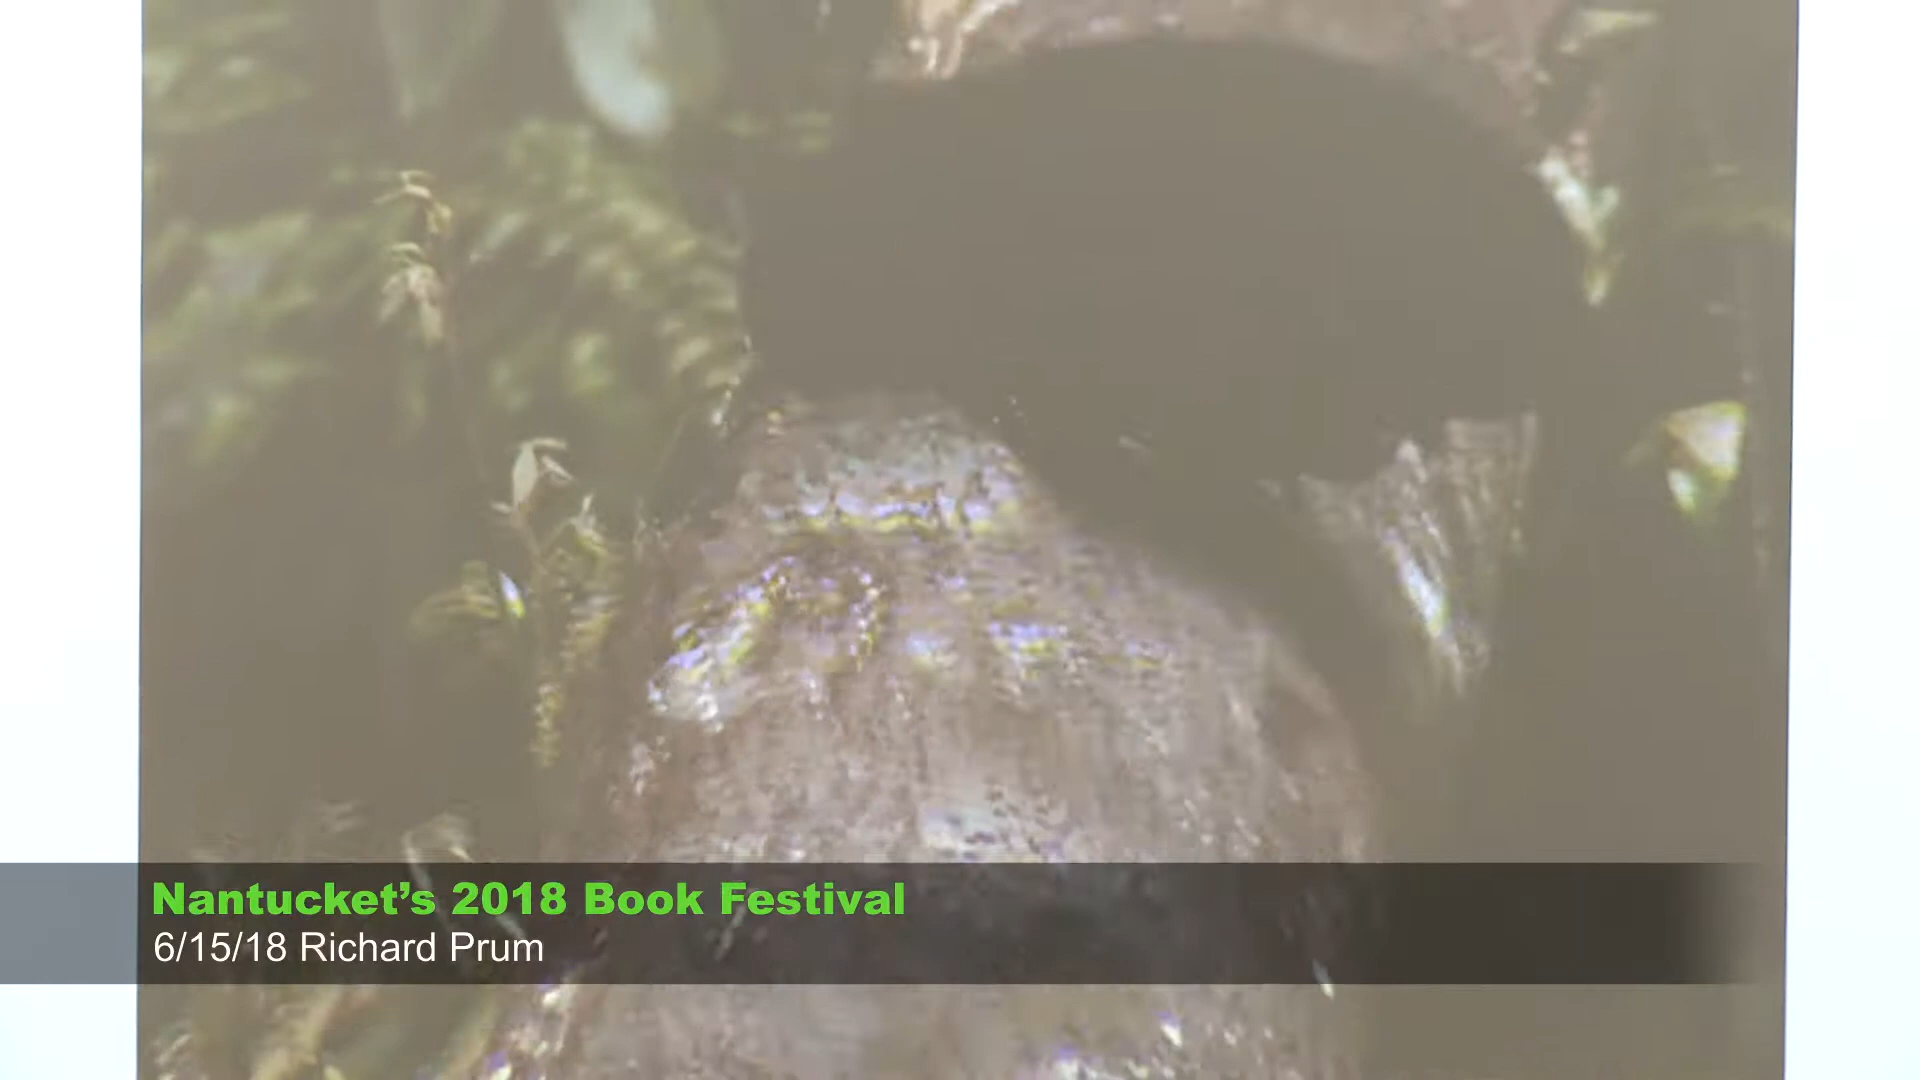 Nantucket’s 2018 Book Festival
6/15/18 Richard Prum